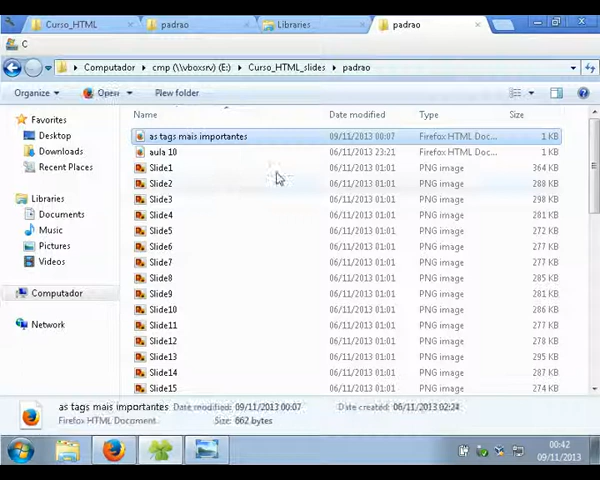 Curso_HTML padrao Libraries padrao
C
Computador cmp (\\vboxsrv) (E:) Curso_HTML_slides padrao
Organize Open New folder
Name Date modified Type Size
Favorites
Desktop
Downloads
Recent Places
Libraries
Documents
Music
Pictures
Videos
Computador
Network
as tags mais importantes 09/11/2013 00:07 Firefox HTML Doc... 1 KB
aula 10 06/11/2013 23:21 Firefox HTML Doc... 1 KB
Slide1 06/11/2013 01:01 PNG image 364 KB
Slide2 06/11/2013 01:01 PNG image 288 KB
Slide3 06/11/2013 01:01 PNG image 298 KB
Slide4 06/11/2013 01:01 PNG image 281 KB
Slide5 06/11/2013 01:01 PNG image 272 KB
Slide6 06/11/2013 01:01 PNG image 277 KB
Slide7 06/11/2013 01:01 PNG image 277 KB
Slide8 06/11/2013 01:01 PNG image 285 KB
Slide9 06/11/2013 01:01 PNG image 281 KB
Slide10 06/11/2013 01:01 PNG image 286 KB
Slide11 06/11/2013 01:01 PNG image 277 KB
Slide12 06/11/2013 01:01 PNG image 278 KB
Slide13 06/11/2013 01:01 PNG image 295 KB
Slide14 06/11/2013 01:01 PNG image 287 KB
Slide15 06/11/2013 01:01 PNG image 274 KB
as tags mais importantes Date modified: 09/11/2013 00:07 Date created: 06/11/2013 02:24
Firefox HTML Document Size: 662 bytes
00:42
09/11/2013